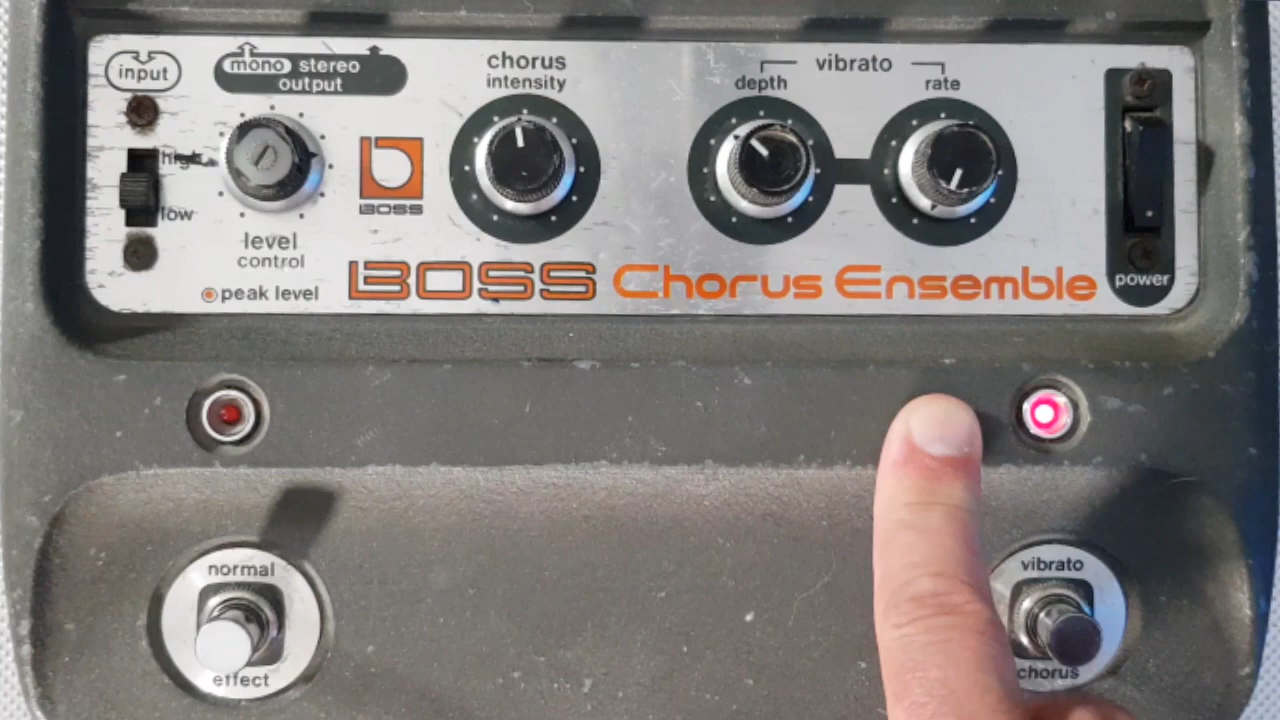 input
mono stereo
output
high
low
level
control
peak level
BOSS
chorus
intensity
vibrato
depth
rate
BOSS Chorus Ensemble
power
normal
effect
vibrato
chorus